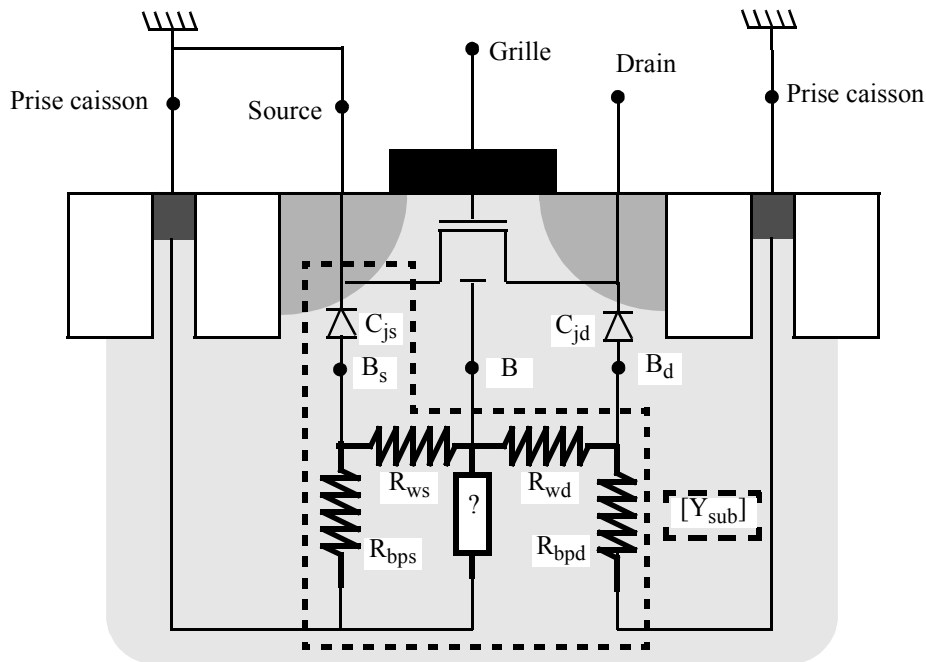 Grille
Drain
Prise caisson
Source
Prise caisson
Cjs
Cjd
Bs
B
Bd
Rws
Rwd
?
[Ysub]
Rbps
Rbpd